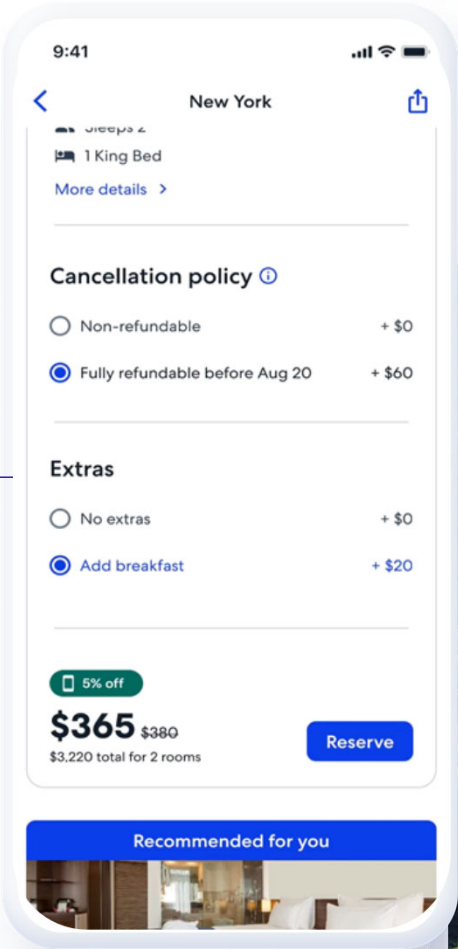 9:41
New York
Sleeps 2
1 King Bed
More details >
Cancellation policy
Non-refundable + $0
Fully refundable before Aug 20 + $60
Extras
No extras + $0
Add breakfast + $20
5% off
$365 $380
$3,220 total for 2 rooms
Reserve
Recommended for you